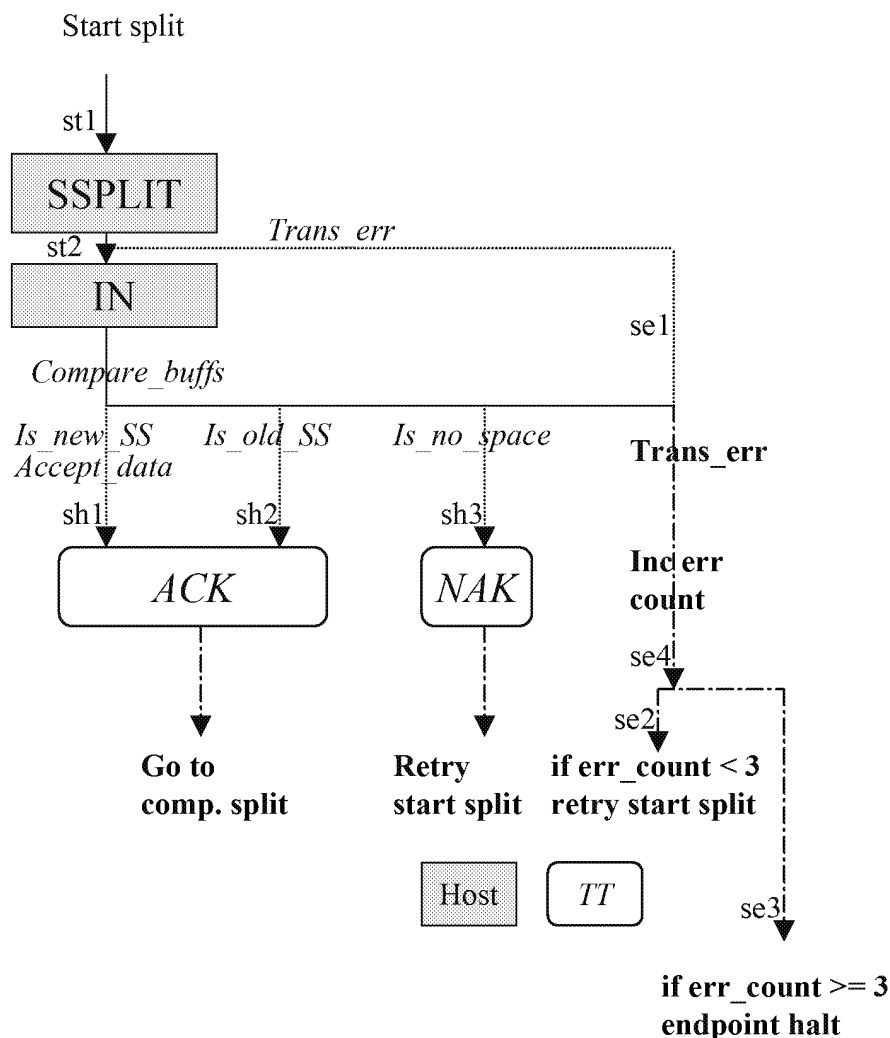 Start split
st1
SSPLIT
st2
Trans_err
IN
se1
Compare_buffs
Is_new_SS
Accept_data
Is_old_SS
Is_no_space
Trans_err
sh1
sh2
sh3
ACK
NAK
Inc err
count
se4
se2
Go to
comp. split
Retry
start split
if err_count < 3
retry start split
Host
TT
se3
if err_count >= 3
endpoint halt